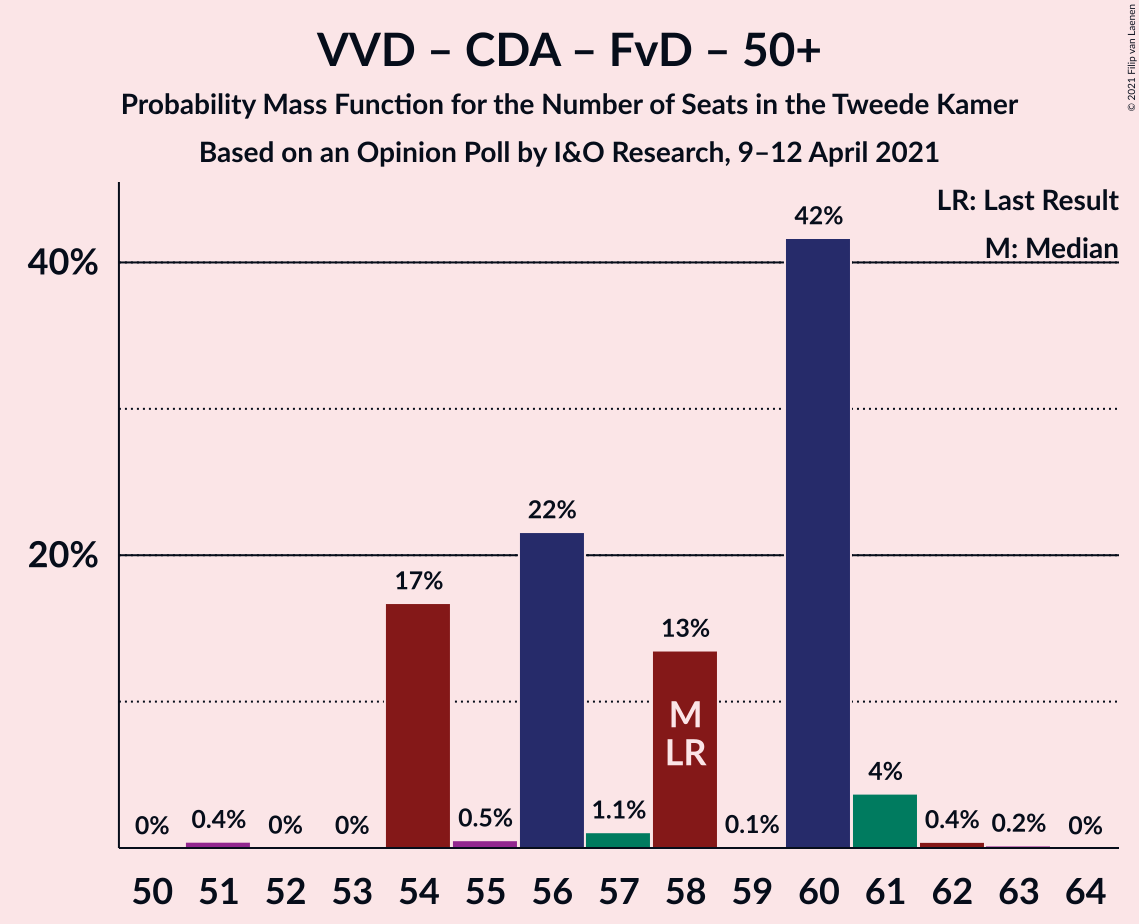 VVD – CDA – FvD – 50+
Probability Mass Function for the Number of Seats in the Tweede Kamer
Based on an Opinion Poll by I&O Research, 9–12 April 2021
© 2021 Filip van Laenen
LR: Last Result
M: Median
40%
20%
0%
0.4%
0%
0%
17%
0.5%
22%
1.1%
13%
0.1%
42%
4%
0.4%
0.2%
0%
M
LR
50 51 52 53 54 55 56 57 58 59 60 61 62 63 64